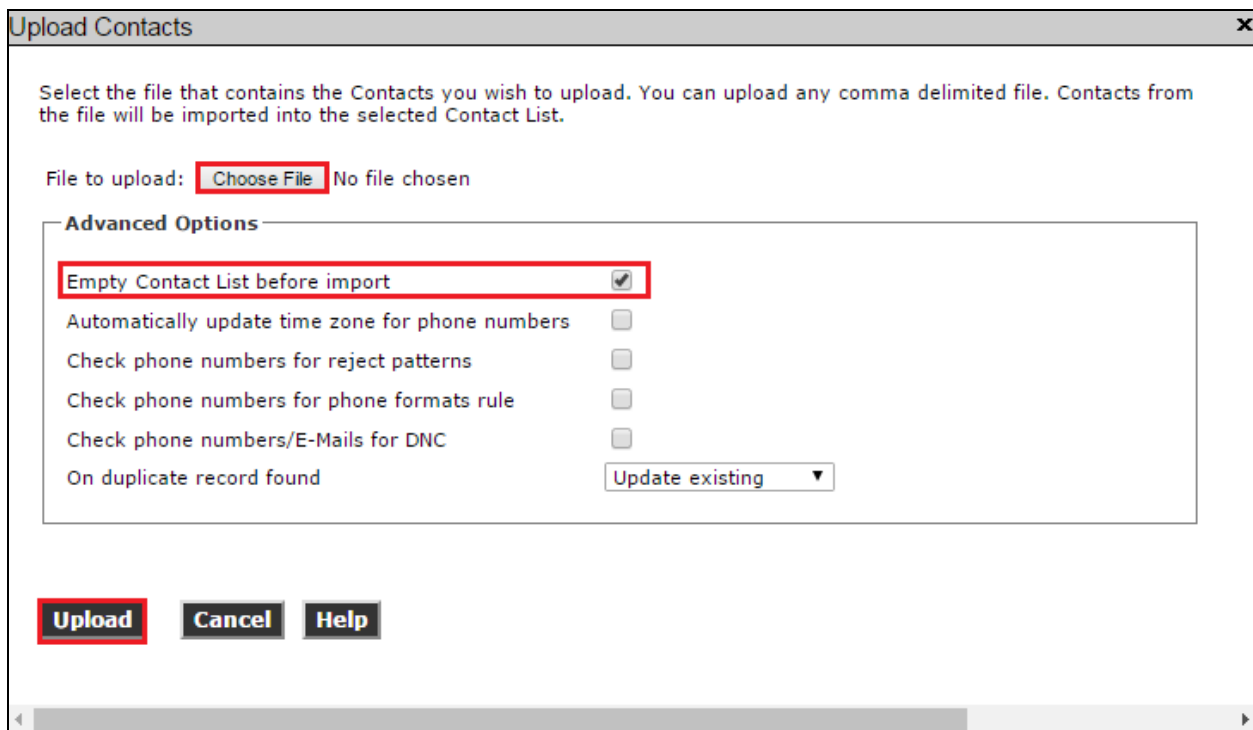 Upload Contacts x
Select the file that contains the Contacts you wish to upload. You can upload any comma delimited file. Contacts from
the file will be imported into the selected Contact List.
File to upload: Choose File No file chosen
Advanced Options
Empty Contact List before import
Automatically update time zone for phone numbers
Check phone numbers for reject patterns
Check phone numbers for phone formats rule
Check phone numbers/E-Mails for DNC
On duplicate record found Update existing
Upload Cancel Help